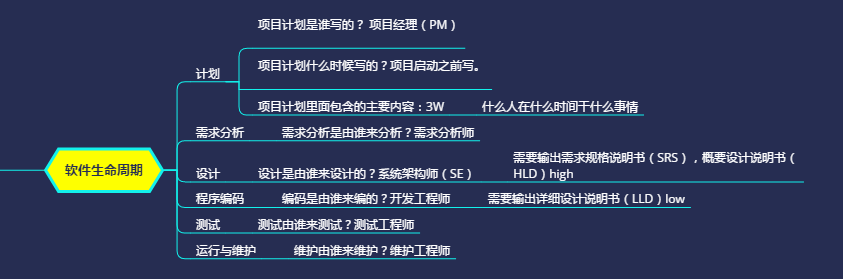 项目计划是谁写的？ 项目经理（PM）
计划
项目计划什么时候写的？项目启动之前写。
项目计划里面包含的主要内容：3W
什么人在什么时间干什么事情
需求分析
需求分析是由谁来分析？需求分析师
软件生命周期
设计
设计是由谁来设计的？系统架构师（SE）
需要输出需求规格说明书（SRS），概要设计说明书（
HLD）high
程序编码
编码是由谁来编的？开发工程师
需要输出详细设计说明书（LLD）low
测试
测试由谁来测试？测试工程师
运行与维护
维护由谁来维护？维护工程师